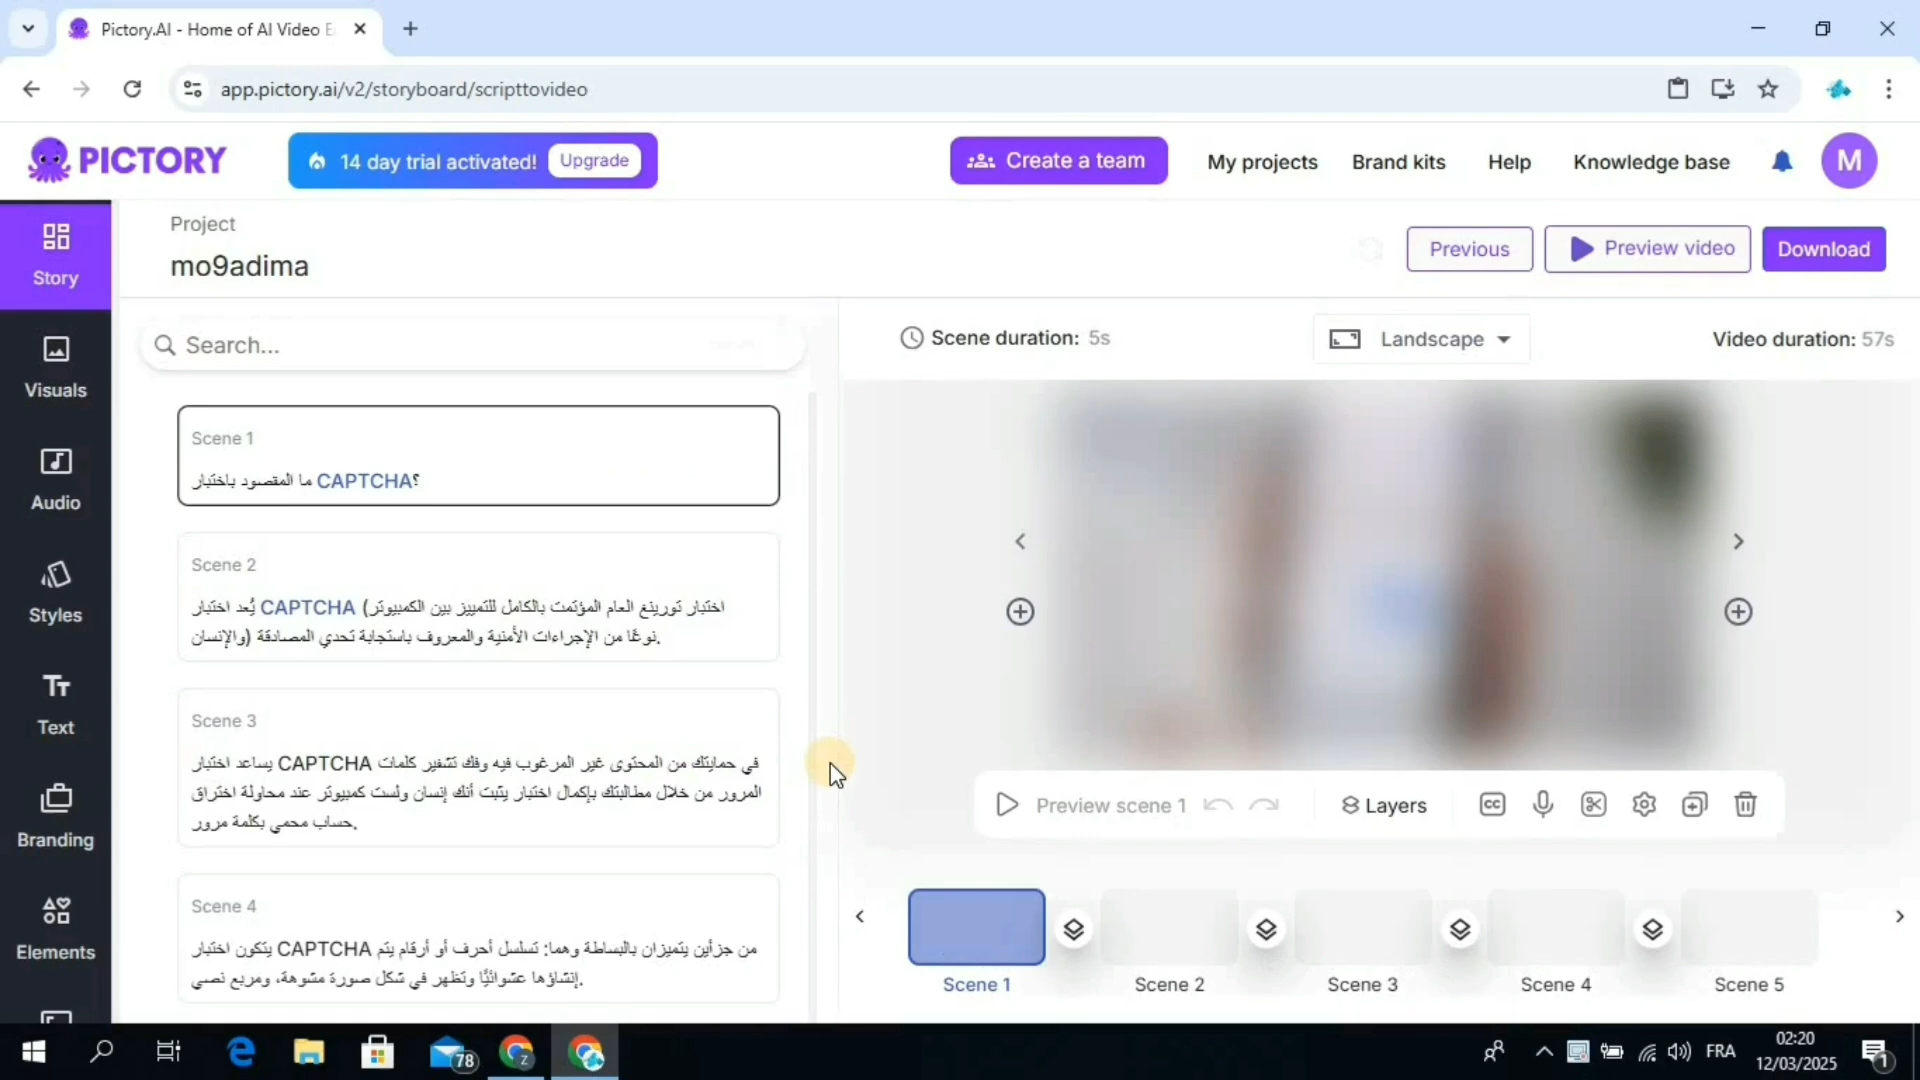 Pictory.AI - Home of AI Video E
app.pictory.ai/v2/storyboard/scripttovideo
PICTORY
14 day trial activated!
Upgrade
Create a team
My projects
Brand kits
Help
Knowledge base
M
Project
mo9adima
Previous
Preview video
Download
Story
Visuals
Audio
Styles
Text
Branding
Elements
Search...
Scene 1
ما المقصود باختبار CAPTCHA؟
Scene 2
يُعد اختبار CAPTCHA (اختبار تورينغ العام المؤتمت بالكامل للتمييز بين الكمبيوتر
والإنسان) نوعًا من الإجراءات الأمنية والمعروف باستجابة تحدي المصادقة.
Scene 3
يساعد اختبار CAPTCHA في حمايتك من المحتوى غير المرغوب فيه وفك تشفير كلمات
المرور من خلال مطالبتك بإكمال اختبار يثبت أنك إنسان ولست كمبيوتر عند محاولة اختراق
حساب محمي بكلمة مرور.
Scene 4
يتكون اختبار CAPTCHA من جزأين يتميزان بالبساطة وهما: تسلسل أحرف أو أرقام يتم
إنشاؤها عشوائيًا وتظهر في شكل صورة مشوهة، ومربع نصي.
Scene duration: 5s
Landscape
Video duration: 57s
Preview scene 1
Layers
CC
Scene 1
Scene 2
Scene 3
Scene 4
Scene 5
78
Z
FRA
02:20
12/03/2025
1